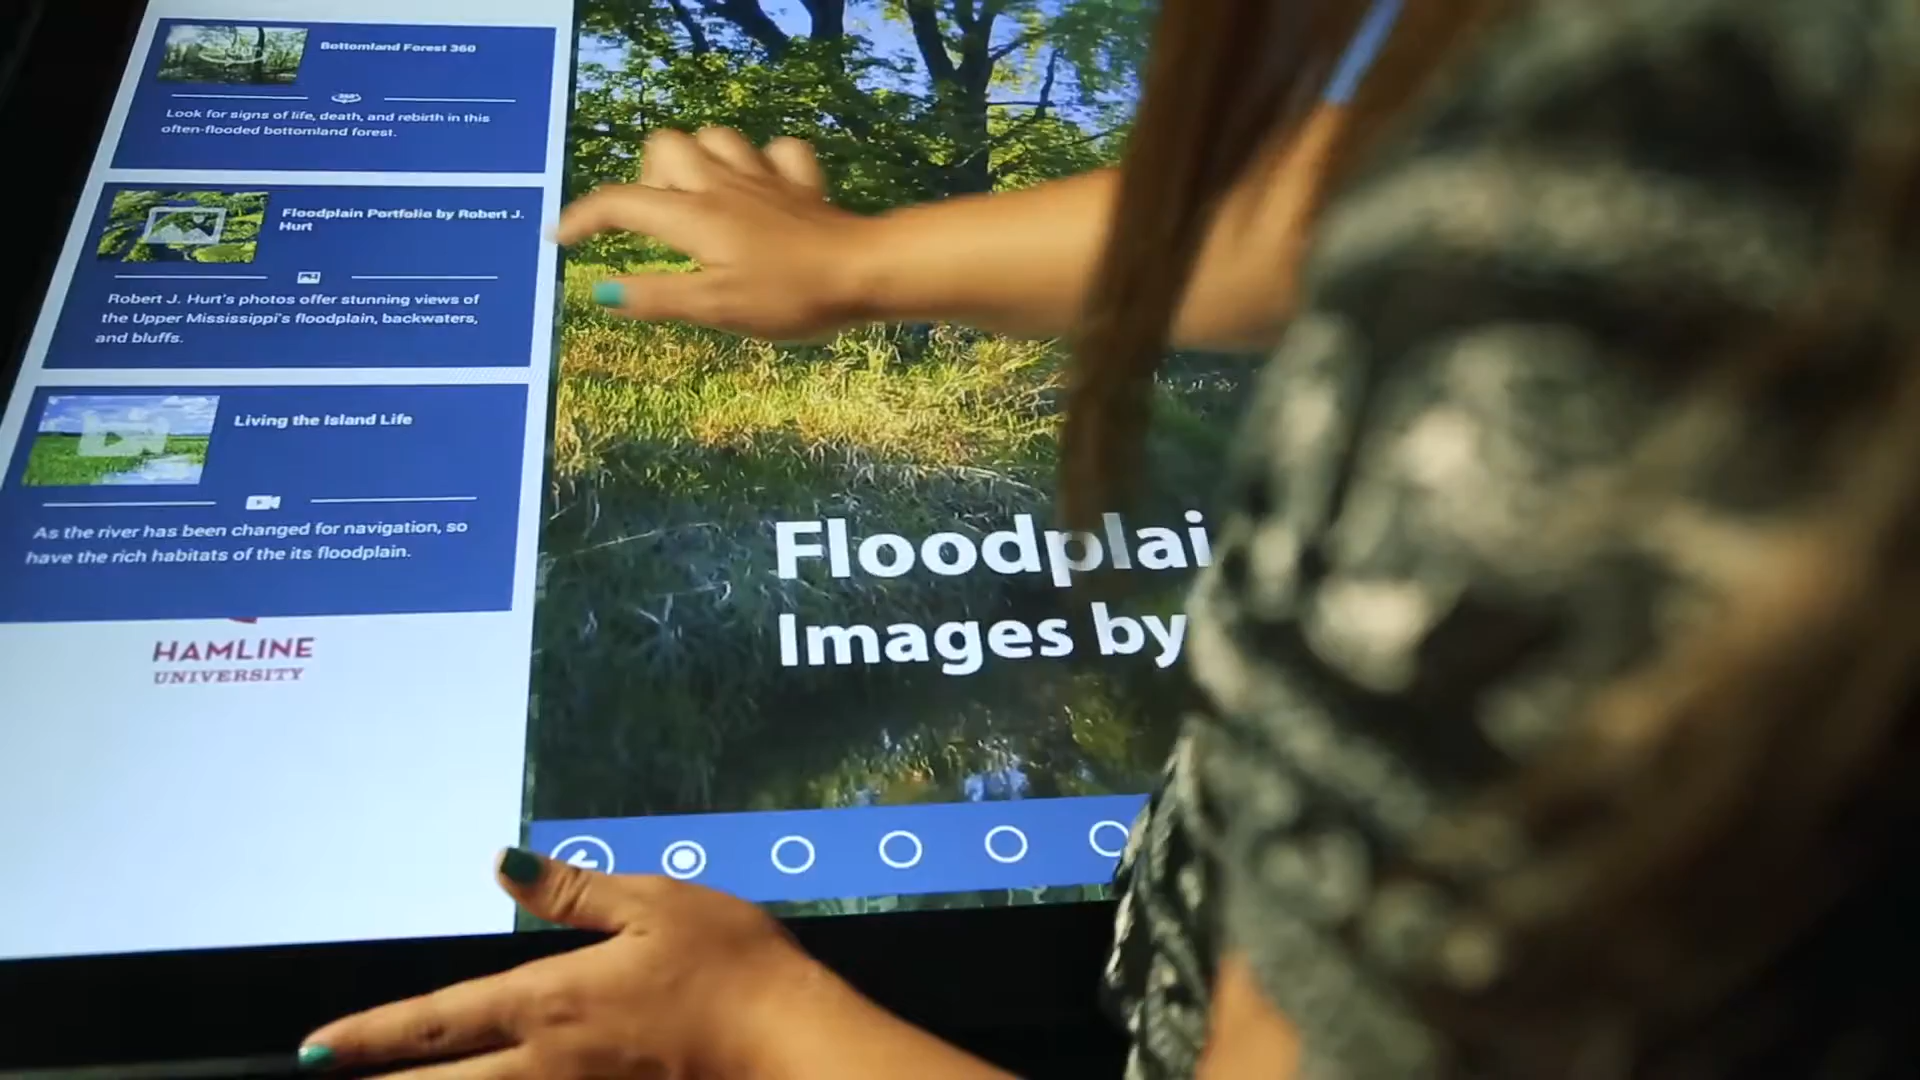 Bottomland Forest 360
Look for signs of life, death, and rebirth in this
often-flooded bottomland forest.
Floodplain Portfolio by Robert J.
Hurt
Robert J. Hurt's photos offer stunning views of
the Upper Mississippi's floodplain, backwaters,
and bluffs.
Living the Island Life
As the river has been changed for navigation, so
have the rich habitats of the its floodplain.
HAMLINE
UNIVERSITY
Floodplai
Images by